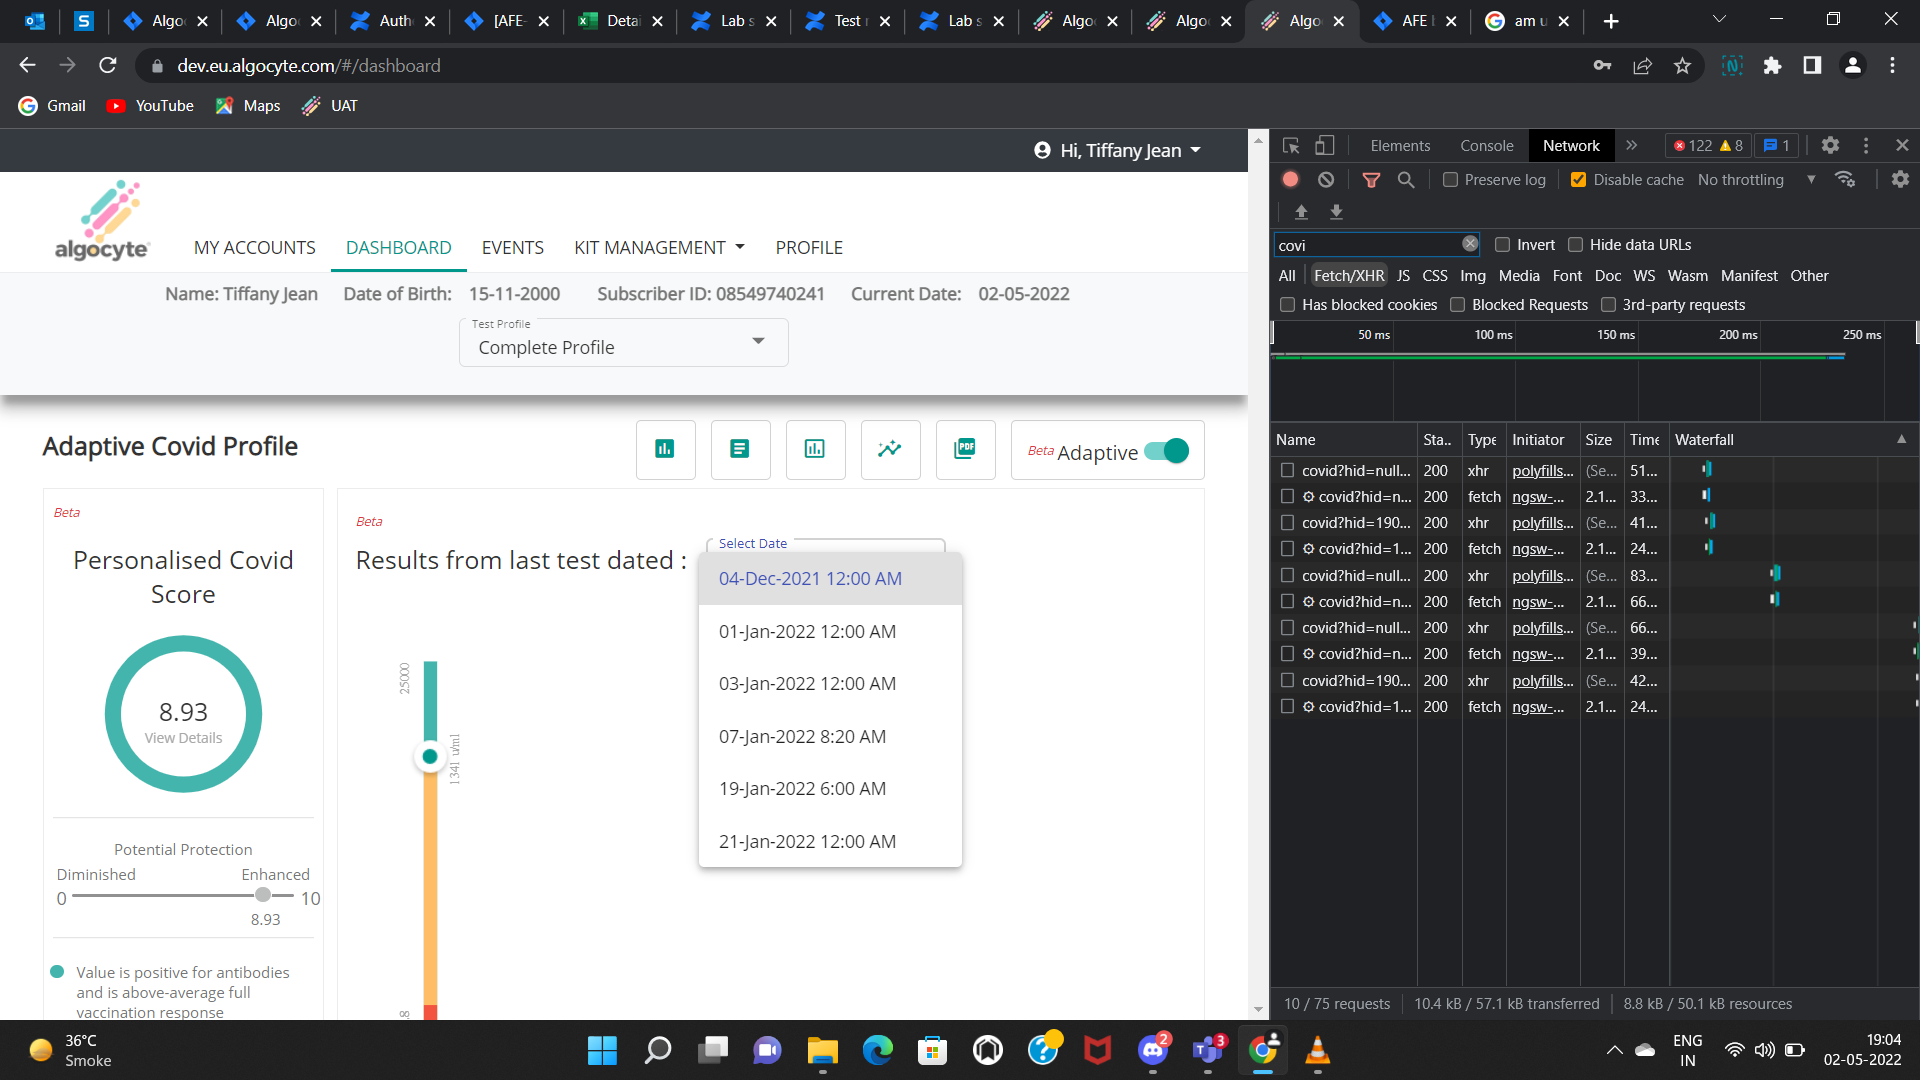 Algo
Algo
Auth
[AFE-
Detai
Lab s
Test r
Lab s
Algo
Algo
Algo
AFE
am u
dev.eu.algocyte.com/#/dashboard
Gmail
YouTube
Maps
UAT
Hi, Tiffany Jean
algocyte
MY ACCOUNTS
DASHBOARD
EVENTS
KIT MANAGEMENT
PROFILE
Name: Tiffany Jean
Date of Birth: 15-11-2000
Subscriber ID: 08549740241
Current Date: 02-05-2022
Test Profile
Complete Profile
Adaptive Covid Profile
PDF
Beta Adaptive
Beta
Personalised Covid
Score
8.93
View Details
Potential Protection
Diminished
Enhanced
0
10
8.93
Value is positive for antibodies
and is above-average full
vaccination response
Beta
Results from last test dated :
Select Date
04-Dec-2021 12:00 AM
01-Jan-2022 12:00 AM
03-Jan-2022 12:00 AM
07-Jan-2022 8:20 AM
19-Jan-2022 6:00 AM
21-Jan-2022 12:00 AM
25000
1341 u/ml
Elements
Console
Network
122
8
1
Preserve log
Disable cache
No throttling
covi
Invert
Hide data URLs
All
Fetch/XHR
JS
CSS
Img
Media
Font
Doc
WS
Wasm
Manifest
Other
Has blocked cookies
Blocked Requests
3rd-party requests
50 ms
100 ms
150 ms
200 ms
250 ms
Name Sta.. Type Initiator Size Time Waterfall
covid?hid=null... 200 xhr polyfills... (Se... 51...
covid?hid=n... 200 fetch ngsw-... 2.1... 33...
covid?hid=190... 200 xhr polyfills... (Se... 41...
covid?hid=1... 200 fetch ngsw-... 2.1... 24...
covid?hid=null... 200 xhr polyfills... (Se... 83...
covid?hid=n... 200 fetch ngsw-... 2.1... 66...
covid?hid=null... 200 xhr polyfills... (Se... 66...
covid?hid=n... 200 fetch ngsw-... 2.1... 39...
covid?hid=190... 200 xhr polyfills... (Se... 42...
covid?hid=1... 200 fetch ngsw-... 2.1... 24...
10 / 75 requests
10.4 kB / 57.1 kB transferred
8.8 kB / 50.1 kB resources
36°C
Smoke
2
3
ENG
IN
19:04
02-05-2022